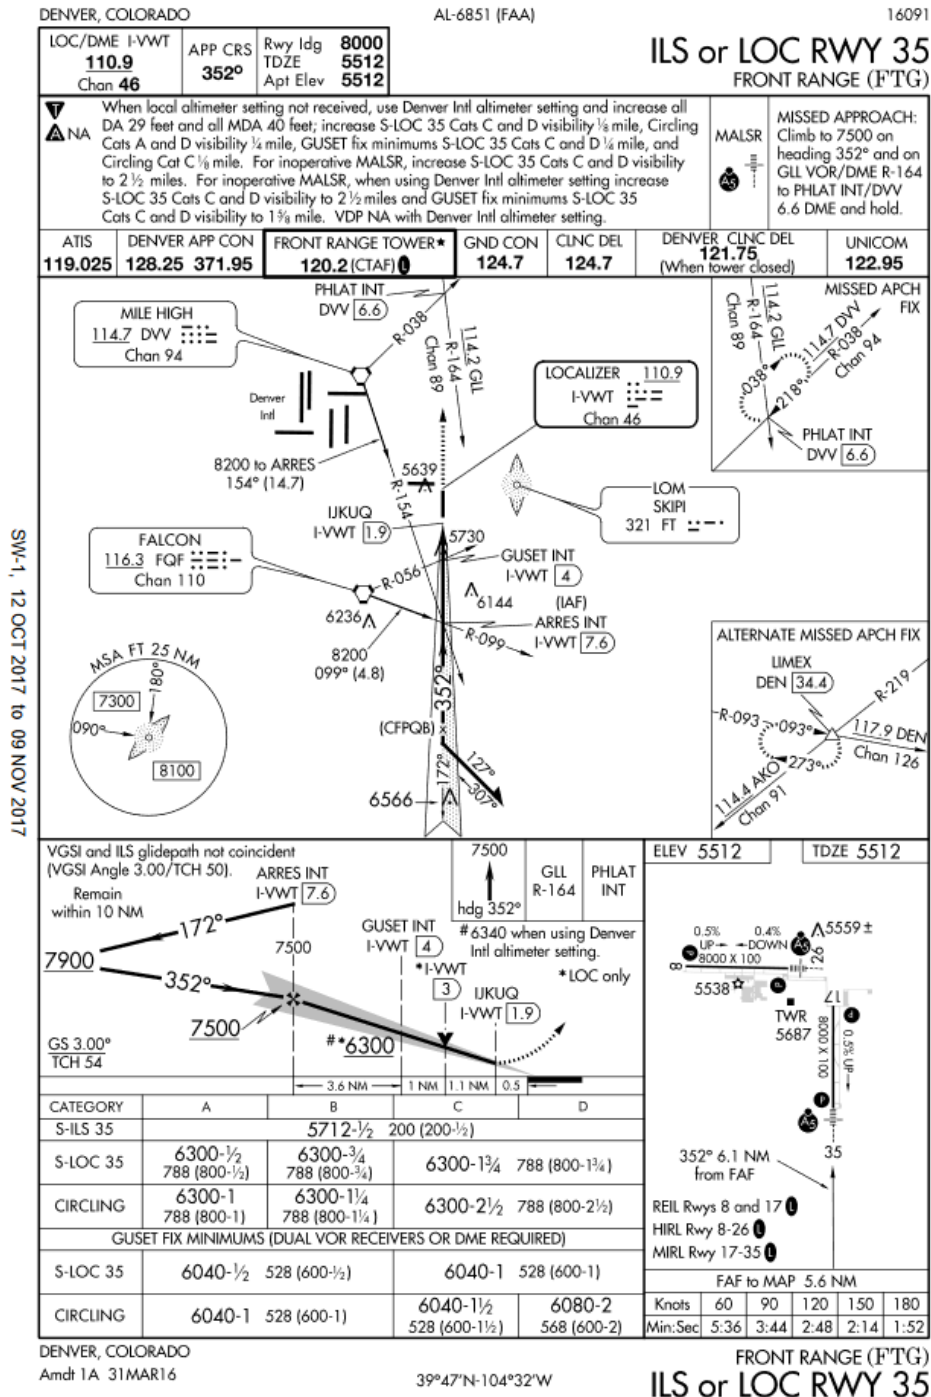 DENVER, COLORADO
AL-6851 (FAA)
16091
LOC/DME I-VWT
110.9
Chan 46
APP CRS
352°
Rwy ldg 8000
TDZE 5512
Apt Elev 5512
ILS or LOC RWY 35
FRONT RANGE (FTG)
T
A NA
When local altimeter setting not received, use Denver Intl altimeter setting and increase all
DA 29 feet and all MDA 40 feet; increase S-LOC 35 Cats C and D visibility ⅛ mile, Circling
Cats A and D visibility ¼ mile, GUSET fix minimums S-LOC 35 Cats C and D ¼ mile, and
Circling Cat C ⅛ mile. For inoperative MALSR, increase S-LOC 35 Cats C and D visibility
to 2 ½ miles. For inoperative MALSR, when using Denver Intl altimeter setting increase
S-LOC 35 Cats C and D visibility to 2½ miles and GUSET fix minimums S-LOC 35
Cats C and D visibility to 1⅝ mile. VDP NA with Denver Intl altimeter setting.
MALSR
A5
MISSED APPROACH:
Climb to 7500 on
heading 352° and on
GLL VOR/DME R-164
to PHLAT INT/DVV
6.6 DME and hold.
ATIS
119.025
DENVER APP CON
128.25 371.95
FRONT RANGE TOWER*
120.2 (CTAF) L
GND CON
124.7
CLNC DEL
124.7
DENVER CLNC DEL
121.75
(When tower closed)
UNICOM
122.95
PHLAT INT
DVV 6.6
MILE HIGH
114.7 DVV
Chan 94
R-038
114.2 GLL
R-164
Chan 89
LOCALIZER 110.9
I-VWT
Chan 46
Denver
Intl
8200 to ARRES
154° (14.7)
5639
R-154
LOM
SKIPI
321 FT
IJKUQ
I-VWT 1.9
5730
FALCON
116.3 FQF
Chan 110
R-056
GUSET INT
I-VWT 4
6144
(IAF)
ARRES INT
I-VWT 7.6
6236
R-099
8200
099° (4.8)
352°
(CFPQB)
172°
127°
307°
6566
MSA FT 25 NM
180°
7300
090°
8100
MISSED APCH
FIX
114.2 GLL
R-164
Chan 89
114.7 DVV
R-038
Chan 94
038°
218°
PHLAT INT
DVV 6.6
ALTERNATE MISSED APCH FIX
LIMEX
DEN 34.4
R-219
R-093
093°
117.9 DEN
Chan 126
273°
114.4 AKO
Chan 91
SW-1, 12 OCT 2017 to 09 NOV 2017
VGSI and ILS glidepath not coincident
(VGSI Angle 3.00/TCH 50).
Remain
within 10 NM
ARRES INT
I-VWT 7.6
172°
7900
7500
352°
7500
GS 3.00°
TCH 54
GUSET INT
I-VWT 4
*I-VWT
3
IJKUQ
I-VWT 1.9
#*6300
7500
hdg 352°
GLL
R-164
PHLAT
INT
#6340 when using Denver
Intl altimeter setting.
*LOC only
3.6 NM
1 NM
1.1 NM
0.5
CATEGORY A B C D
S-ILS 35 5712-½ 200 (200-½)
S-LOC 35
6300-½
788 (800-½)
6300-¾
788 (800-¾)
6300-1¾ 788 (800-1¾)
CIRCLING
6300-1
788 (800-1)
6300-1¼
788 (800-1¼)
6300-2½ 788 (800-2½)
GUSET FIX MINIMUMS (DUAL VOR RECEIVERS OR DME REQUIRED)
S-LOC 35 6040-½ 528 (600-½) 6040-1 528 (600-1)
CIRCLING 6040-1 528 (600-1)
6040-1½
528 (600-1½)
6080-2
568 (600-2)
ELEV 5512
TDZE 5512
0.5%
UP
0.4%
DOWN
A5
5559 ±
P
8000 X 100
8
26
5538
P
TWR
5687
17
P
8000 X 100
0.5% UP
P
A5
35
352° 6.1 NM
from FAF
REIL Rwys 8 and 17 L
HIRL Rwy 8-26 L
MIRL Rwy 17-35 L
FAF to MAP 5.6 NM
Knots 60 90 120 150 180
Min:Sec 5:36 3:44 2:48 2:14 1:52
DENVER, COLORADO
Amdt 1A 31MAR16
39°47'N-104°32'W
FRONT RANGE (FTG)
ILS or LOC RWY 35